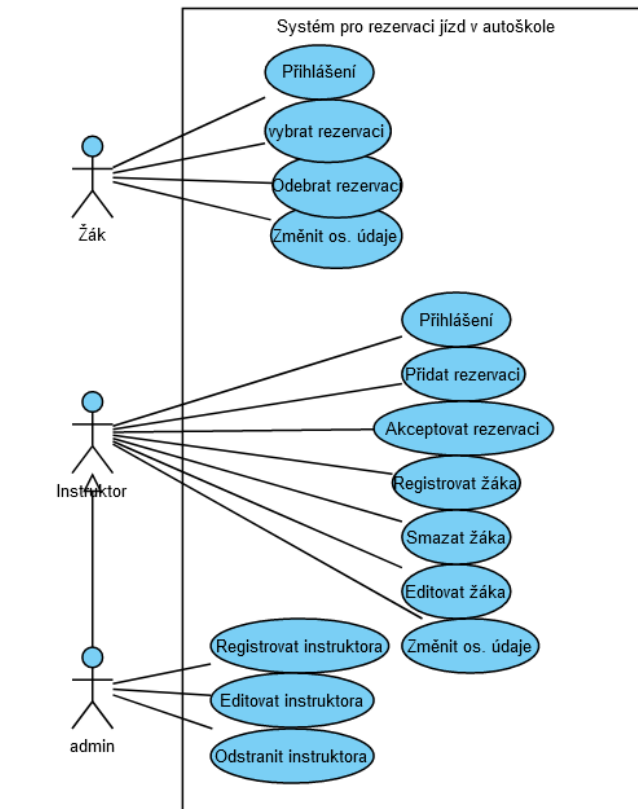 Systém pro rezervaci jízd v autoškole
Přihlášení
vybrat rezervaci
Odebrat rezervaci
Změnit os. údaje
Žák
Přihlášení
Přidat rezervaci
Akceptovat rezervaci
Registrovat žáka
Smazat žáka
Editovat žáka
Změnit os. údaje
Instruktor
Registrovat instruktora
Editovat instruktora
Odstranit instruktora
admin